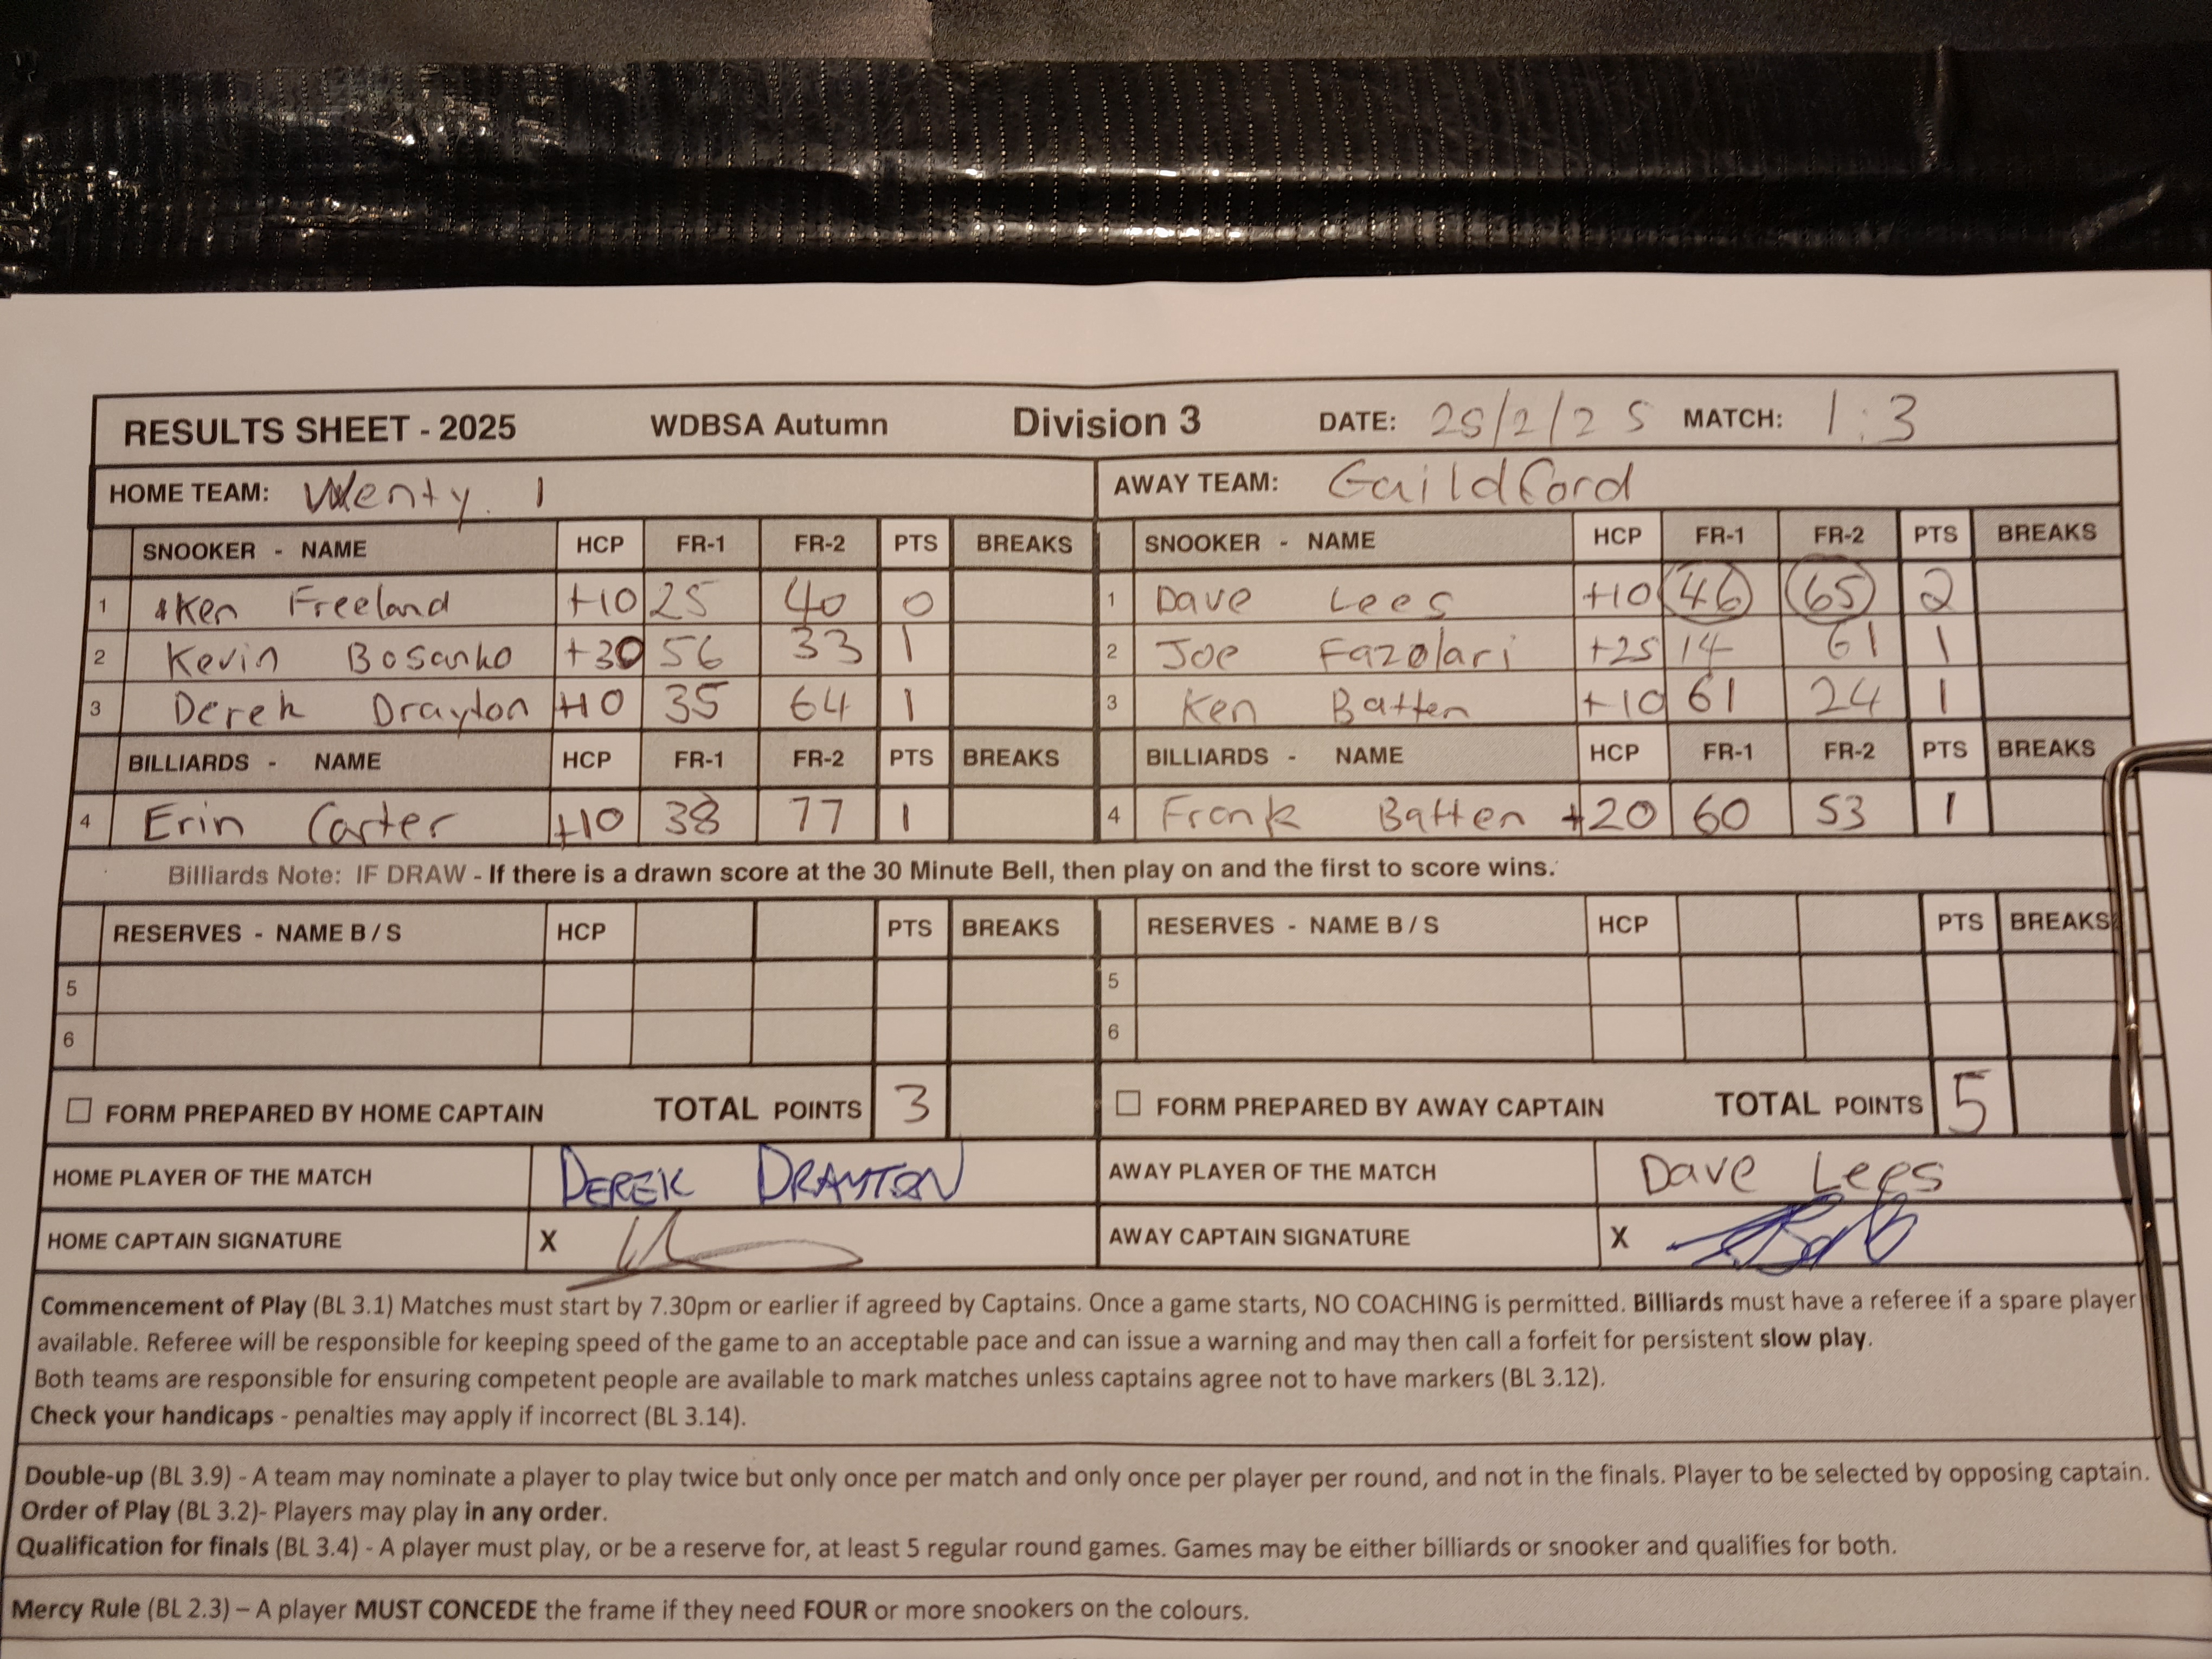 RESULTS SHEET - 2025 WDBSA Autumn Division 3 DATE: 25/2/25 MATCH: 1:3
HOME TEAM: Wenty. 1 AWAY TEAM: Guildford
SNOOKER - NAME HCP FR-1 FR-2 PTS BREAKS SNOOKER - NAME HCP FR-1 FR-2 PTS BREAKS
1 Ken Freeland +10 25 40 0 1 Dave Lees +10 46 65 2
2 Kevin Bosanko +30 56 33 1 2 Joe Fazolari +25 14 61 1
3 Derek Drayton +10 35 64 1 3 Ken Batten +10 61 24 1
BILLIARDS - NAME HCP FR-1 FR-2 PTS BREAKS BILLIARDS - NAME HCP FR-1 FR-2 PTS BREAKS
4 Erin Carter +10 38 77 1 4 Frank Batten +20 60 53 1
Billiards Note: IF DRAW - If there is a drawn score at the 30 Minute Bell, then play on and the first to score wins.
RESERVES - NAME B / S HCP PTS BREAKS RESERVES - NAME B / S HCP PTS BREAKS
5 5
6 6
☐ FORM PREPARED BY HOME CAPTAIN TOTAL POINTS 3 ☐ FORM PREPARED BY AWAY CAPTAIN TOTAL POINTS 5
HOME PLAYER OF THE MATCH DEREK DRAYTON AWAY PLAYER OF THE MATCH Dave Lees
HOME CAPTAIN SIGNATURE X AWAY CAPTAIN SIGNATURE X
Commencement of Play (BL 3.1) Matches must start by 7.30pm or earlier if agreed by Captains. Once a game starts, NO COACHING is permitted. Billiards must have a referee if a spare player
available. Referee will be responsible for keeping speed of the game to an acceptable pace and can issue a warning and may then call a forfeit for persistent slow play.
Both teams are responsible for ensuring competent people are available to mark matches unless captains agree not to have markers (BL 3.12).
Check your handicaps - penalties may apply if incorrect (BL 3.14).
Double-up (BL 3.9) - A team may nominate a player to play twice but only once per match and only once per player per round, and not in the finals. Player to be selected by opposing captain.
Order of Play (BL 3.2)- Players may play in any order.
Qualification for finals (BL 3.4) - A player must play, or be a reserve for, at least 5 regular round games. Games may be either billiards or snooker and qualifies for both.
Mercy Rule (BL 2.3) – A player MUST CONCEDE the frame if they need FOUR or more snookers on the colours.